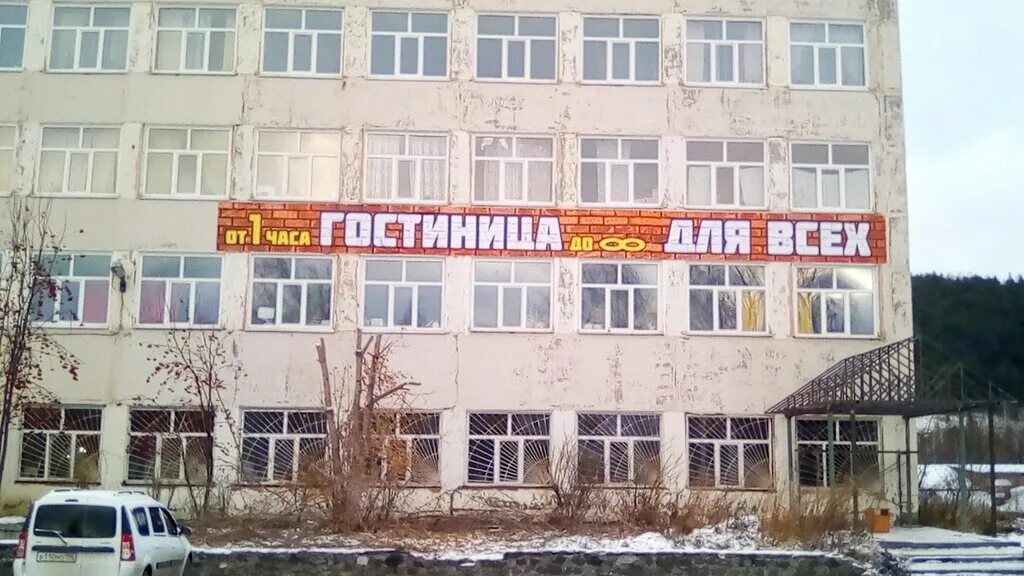 от 1 часа ГОСТИНИЦА до ∞ ДЛЯ ВСЕХ